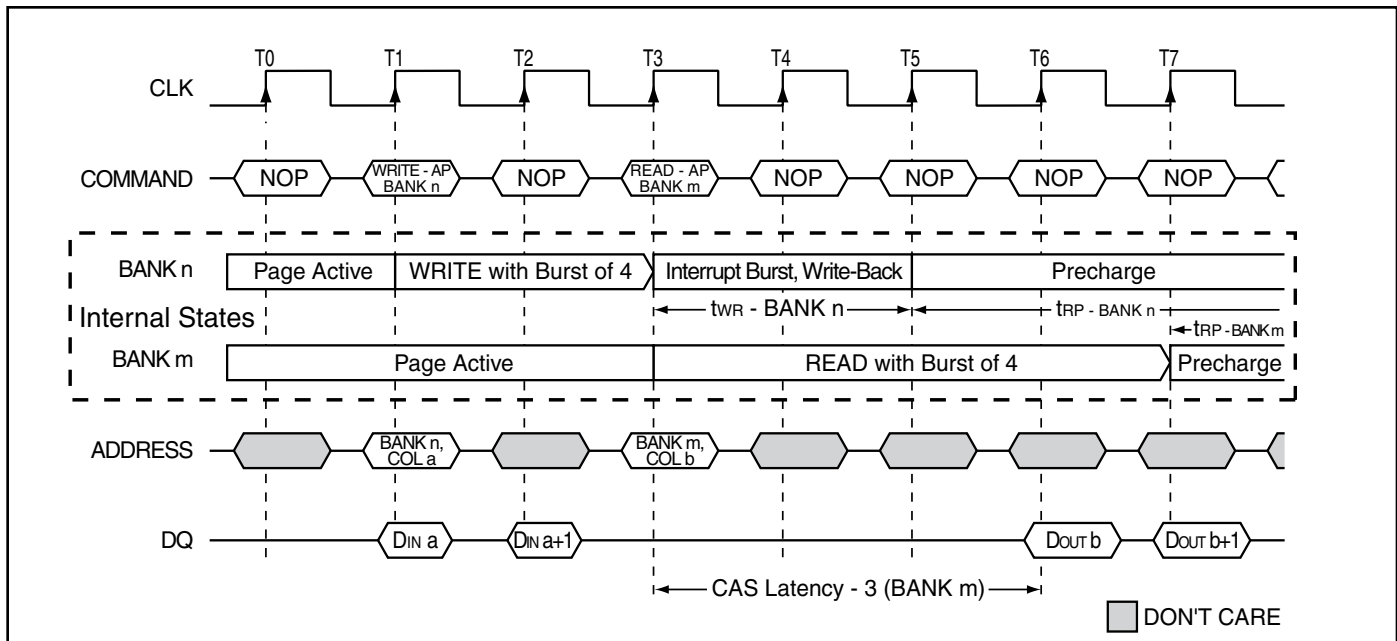 T0 T1 T2 T3 T4 T5 T6 T7
CLK
COMMAND NOP WRITE - AP BANK n NOP READ - AP BANK m NOP NOP NOP NOP
BANK n Page Active WRITE with Burst of 4 Interrupt Burst, Write-Back Precharge
tWR - BANK n tRP - BANK n
Internal States
tRP - BANK m
BANK m Page Active READ with Burst of 4 Precharge
ADDRESS BANK n, COL a BANK m, COL b
DQ DIN a DIN a+1 DOUT b DOUT b+1
CAS Latency - 3 (BANK m)
DON'T CARE